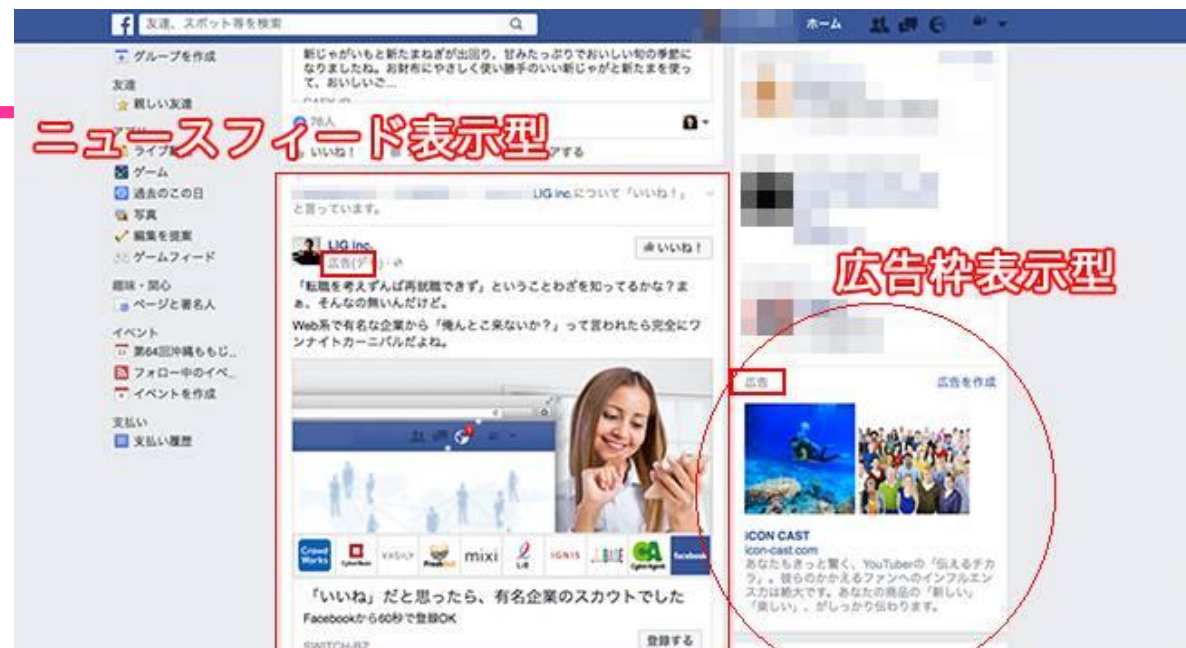 友達、スポット等を検索
ホーム
グループを作成
友達
親しい友達
ニュースフィード表示型
ゲーム
過去のこの日
写真
編集を提案
ゲームフィード
趣味・関心
ページと著名人
イベント
第64回沖縄ももじ..
フォロー中のイベ..
イベントを作成
支払い
支払い履歴
新じゃがいもと新たまねぎが出回り、甘みたっぷりでおいしい旬の季節に
なりましたね。お財布にやさしく使い勝手のいい新じゃがと新たまを使っ
て、おいしいご...
76人
いいね!
アする
LIG inc.について「いいね!」
と言っています。
LIG inc.
いいね!
広告(デ
「転職を考えずんば再就職できず」ということわざを知ってるかな?ま
ぁ、そんなの無いんだけど。
Web系で有名な企業から「俺んとこ来ないか?」って言われたら完全にワ
ンナイトカーニバルだよね。
Crowd Works
VASILY
mixi
LIG
IGNIS
BASE
CA
CyberAgent
facebook
「いいね」だと思ったら、有名企業のスカウトでした
Facebookから60秒で登録OK
登録する
広告枠表示型
広告
広告を作成
iCON CAST
icon-cast.com
あなたもきっと驚く、YouTuberの「伝えるチカ
ラ」。彼らのかかえるファンへのインフルエン
ス力は絶大です。あなたの商品の「新しい」
「楽しい」、がしっかり伝わります。